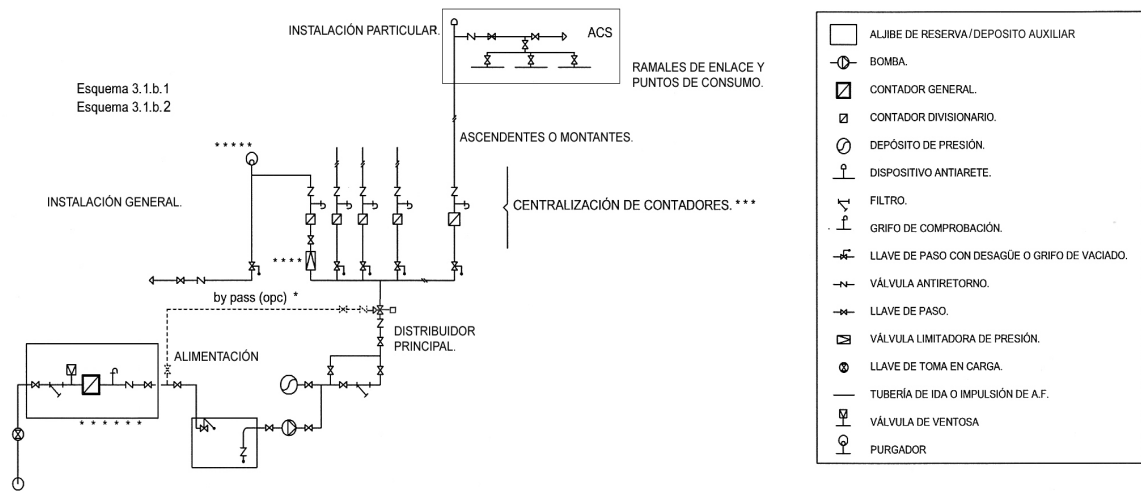 INSTALACIÓN PARTICULAR.
ACS
RAMALES DE ENLACE Y
PUNTOS DE CONSUMO.
Esquema 3.1.b.1
Esquema 3.1.b.2
ASCENDENTES O MONTANTES.
* * * * *
INSTALACIÓN GENERAL.
CENTRALIZACIÓN DE CONTADORES. * * *
* * * *
by pass (opc) *
DISTRIBUIDOR
PRINCIPAL.
ALIMENTACIÓN
* * * * * *
ALJIBE DE RESERVA/DEPOSITO AUXILIAR
BOMBA.
CONTADOR GENERAL.
CONTADOR DIVISIONARIO.
DEPÓSITO DE PRESIÓN.
DISPOSITIVO ANTIARETE.
FILTRO.
GRIFO DE COMPROBACIÓN.
LLAVE DE PASO CON DESAGÜE O GRIFO DE VACIADO.
VÁLVULA ANTIRETORNO.
LLAVE DE PASO.
VÁLVULA LIMITADORA DE PRESIÓN.
LLAVE DE TOMA EN CARGA.
TUBERÍA DE IDA O IMPULSIÓN DE A.F.
VÁLVULA DE VENTOSA
PURGADOR